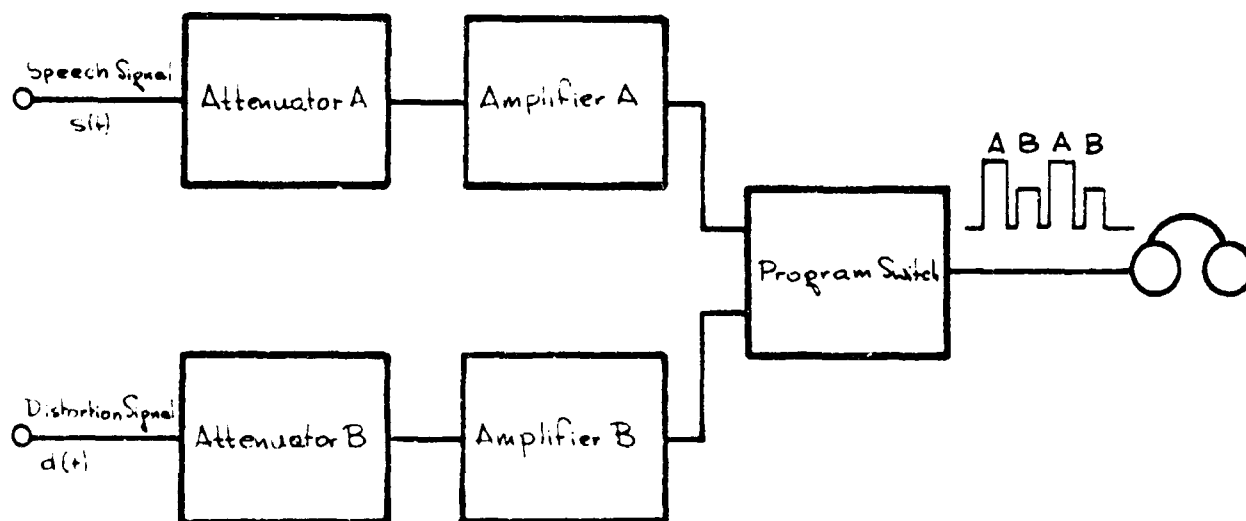 Speech Signal
s(t)
Attenuator A
Amplifier A
A B A B
Program Switch
Distortion Signal
d(t)
Attenuator B
Amplifier B